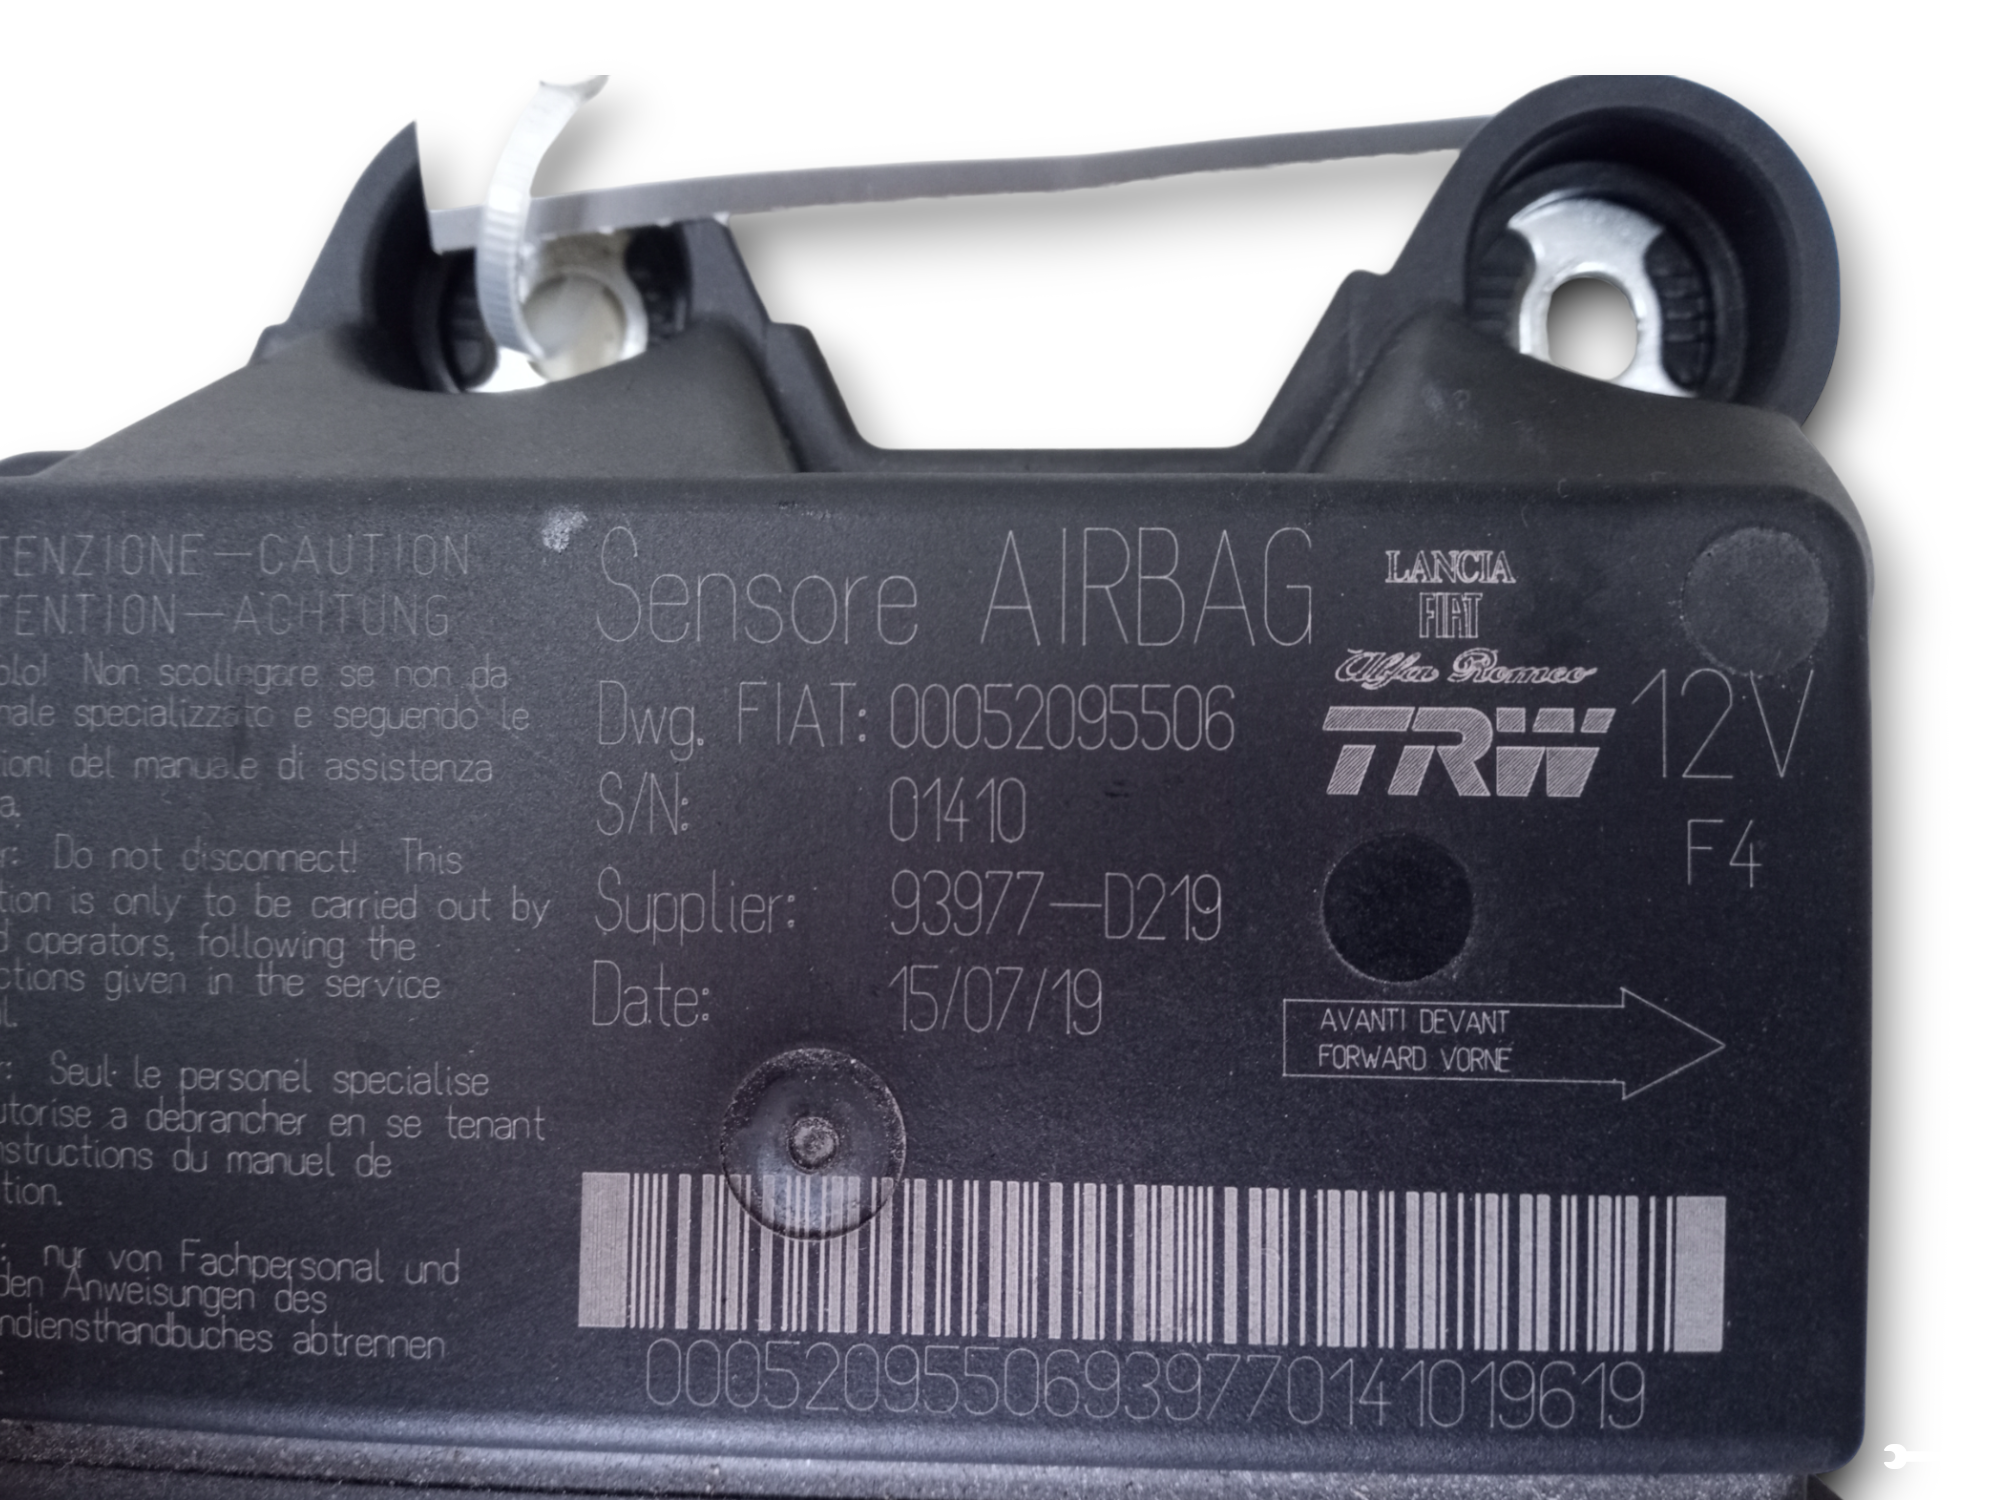 TENZIONE—CAUTION
TENTION—ACHTUNG
olo! Non scollegare se non da
nale specializzato e seguendo le
ioni del manuale di assistenza
a.
r: Do not disconnect! This
tion is only to be carried out by
d operators, following the
ctions given in the service
l.
r: Seul le personel specialise
utorise a debrancher en se tenant
nstructions du manuel de
tion.
: nur von Fachpersonal und
den Anweisungen des
ndiensthandbuches abtrennen
.
Sensore AIRBAG
Dwg. FIAT: 00052095506
S/N: 01410
Supplier: 93977—D219
Date: 15/07/19
LANCIA
FIAT
Alfa Romeo
TRW
12V
F4
AVANTI DEVANT
FORWARD VORNE
00052095506939770141019619